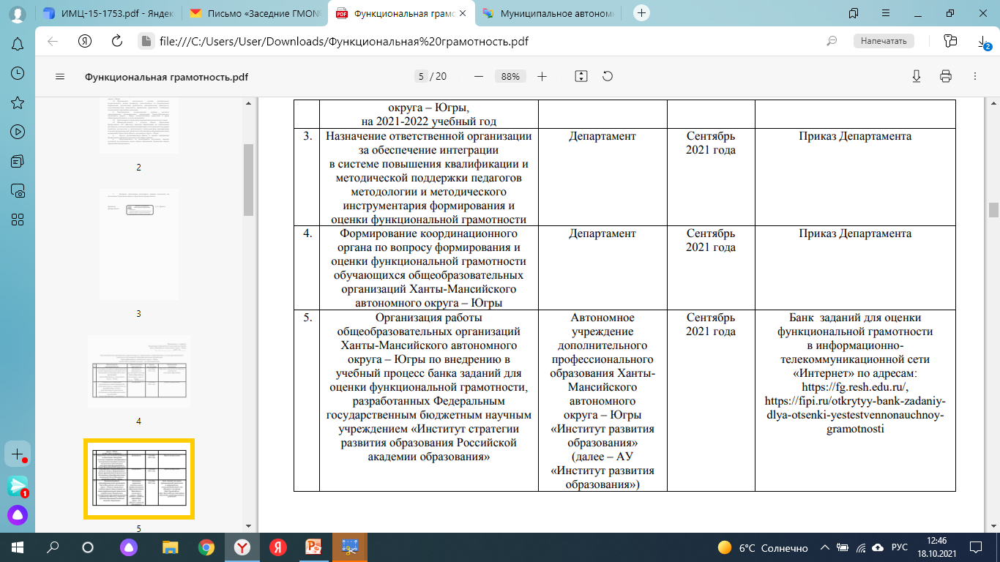 ИМЦ-15-1753.pdf - Яндек
Письмо «Заседние ГМО
Функциональная грамо
Муниципальное автоном
file:///C:/Users/User/Downloads/Функциональная%20грамотность.pdf
Напечатать
2
Функциональная грамотность.pdf
5 / 20
88%
округа – Югры,
на 2021-2022 учебный год
3.
Назначение ответственной организации
за обеспечение интеграции
в системе повышения квалификации и
методической поддержки педагогов
методологии и методического
инструментария формирования и
оценки функциональной грамотности
Департамент
Сентябрь
2021 года
Приказ Департамента
4.
Формирование координационного
органа по вопросу формирования и
оценки функциональной грамотности
обучающихся общеобразовательных
организаций Ханты-Мансийского
автономного округа – Югры
Департамент
Сентябрь
2021 года
Приказ Департамента
5.
Организация работы
общеобразовательных организаций
Ханты-Мансийского автономного
округа – Югры по внедрению в
учебный процесс банка заданий для
оценки функциональной грамотности,
разработанных Федеральным
государственным бюджетным научным
учреждением «Институт стратегии
развития образования Российской
академии образования»
Автономное
учреждение
дополнительного
профессионального
образования Ханты-
Мансийского
автономного
округа – Югры
«Институт развития
образования»
(далее – АУ
«Институт развития
образования»)
Сентябрь
2021 года
Банк заданий для оценки
функциональной грамотности
в информационно-
телекоммуникационной сети
«Интернет» по адресам:
https://fg.resh.edu.ru/,
https://fipi.ru/otkrytyy-bank-zadaniy-
dlya-otsenki-yestestvennonauchnoy-
gramotnosti
2
3
4
5
1
6°C Солнечно
РУС
12:46
18.10.2021